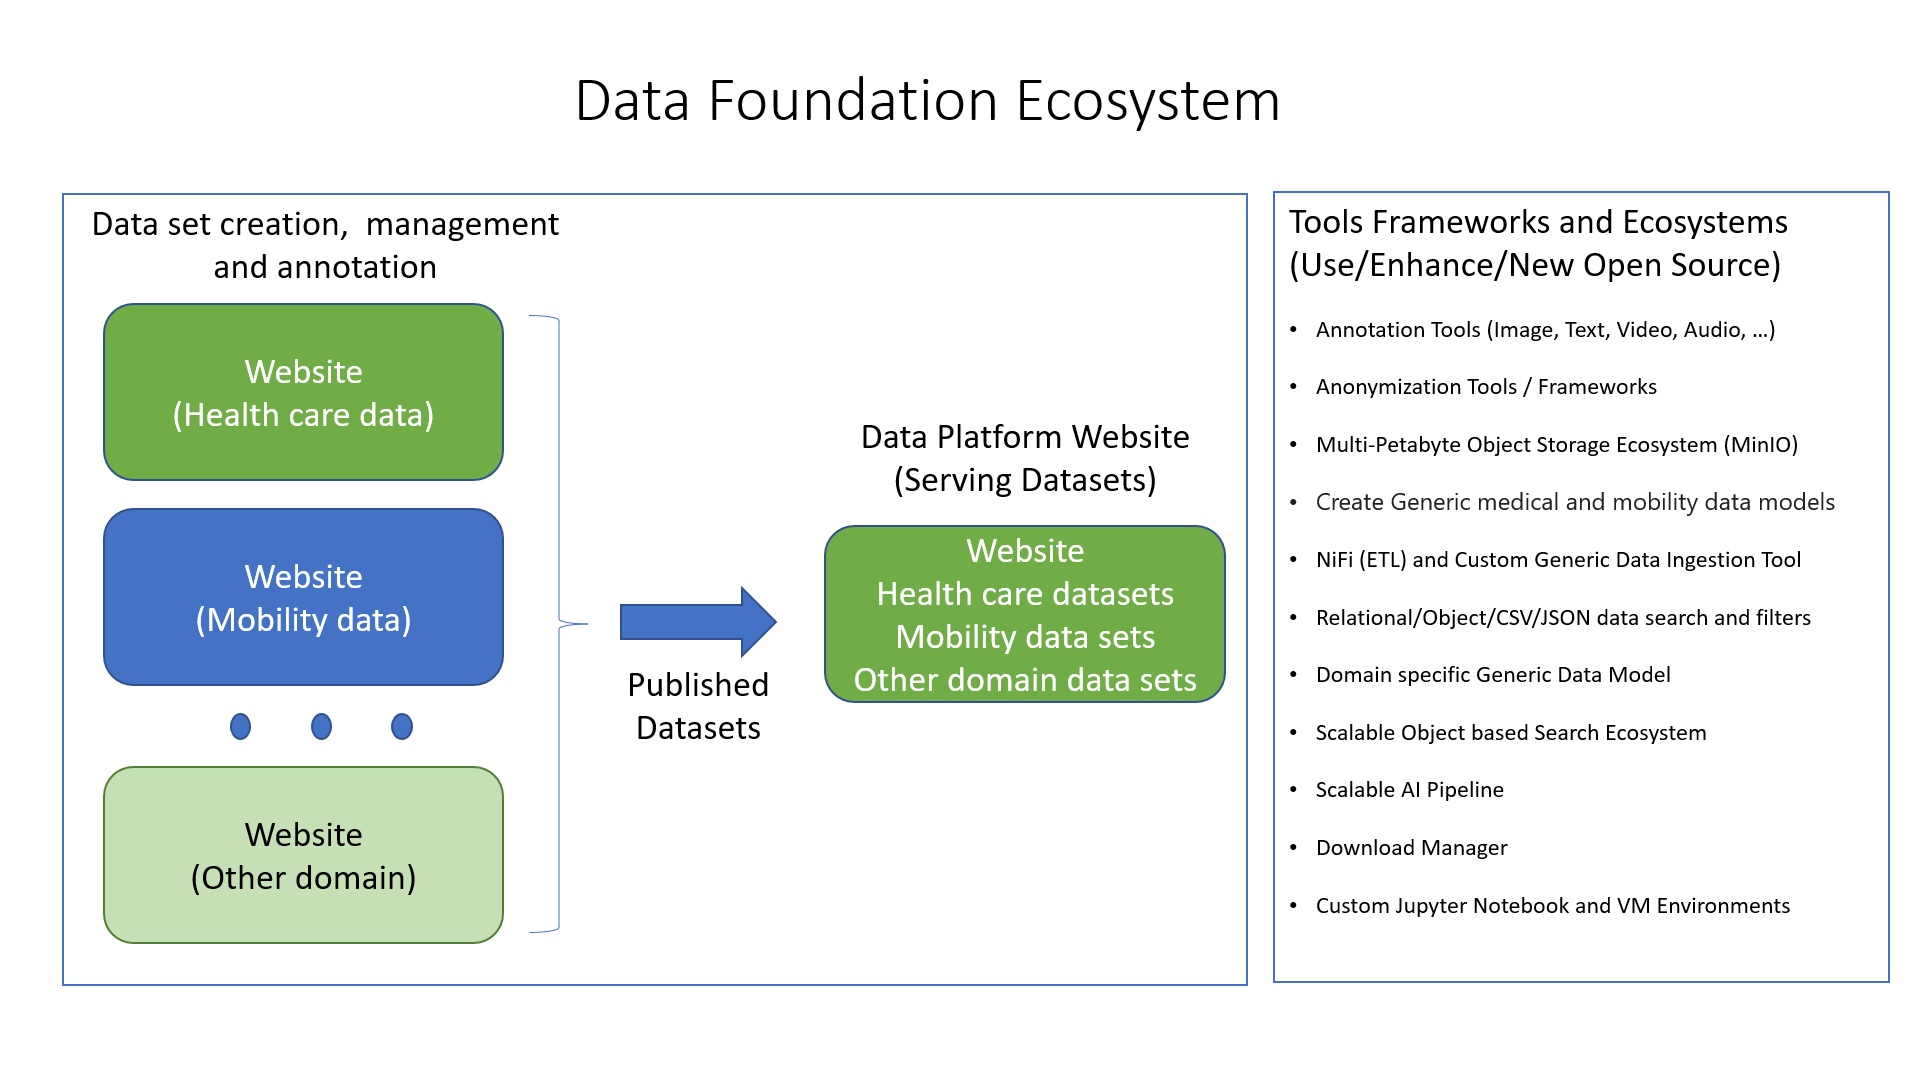 Data Foundation Ecosystem
Data set creation,  management
and annotation
Website
(Health care data)
Website
(Mobility data)
Website
(Other domain)
Published
Datasets
Data Platform Website
(Serving Datasets)
Website
Health care datasets
Mobility data sets
Other domain data sets
Tools Frameworks and Ecosystems
(Use/Enhance/New Open Source)
• Annotation Tools (Image, Text, Video, Audio, ...)
• Anonymization Tools / Frameworks
• Multi-Petabyte Object Storage Ecosystem (MinIO)
• Create Generic medical and mobility data models
• NiFi (ETL) and Custom Generic Data Ingestion Tool
• Relational/Object/CSV/JSON data search and filters
• Domain specific Generic Data Model
• Scalable Object based Search Ecosystem
• Scalable AI Pipeline
• Download Manager
• Custom Jupyter Notebook and VM Environments